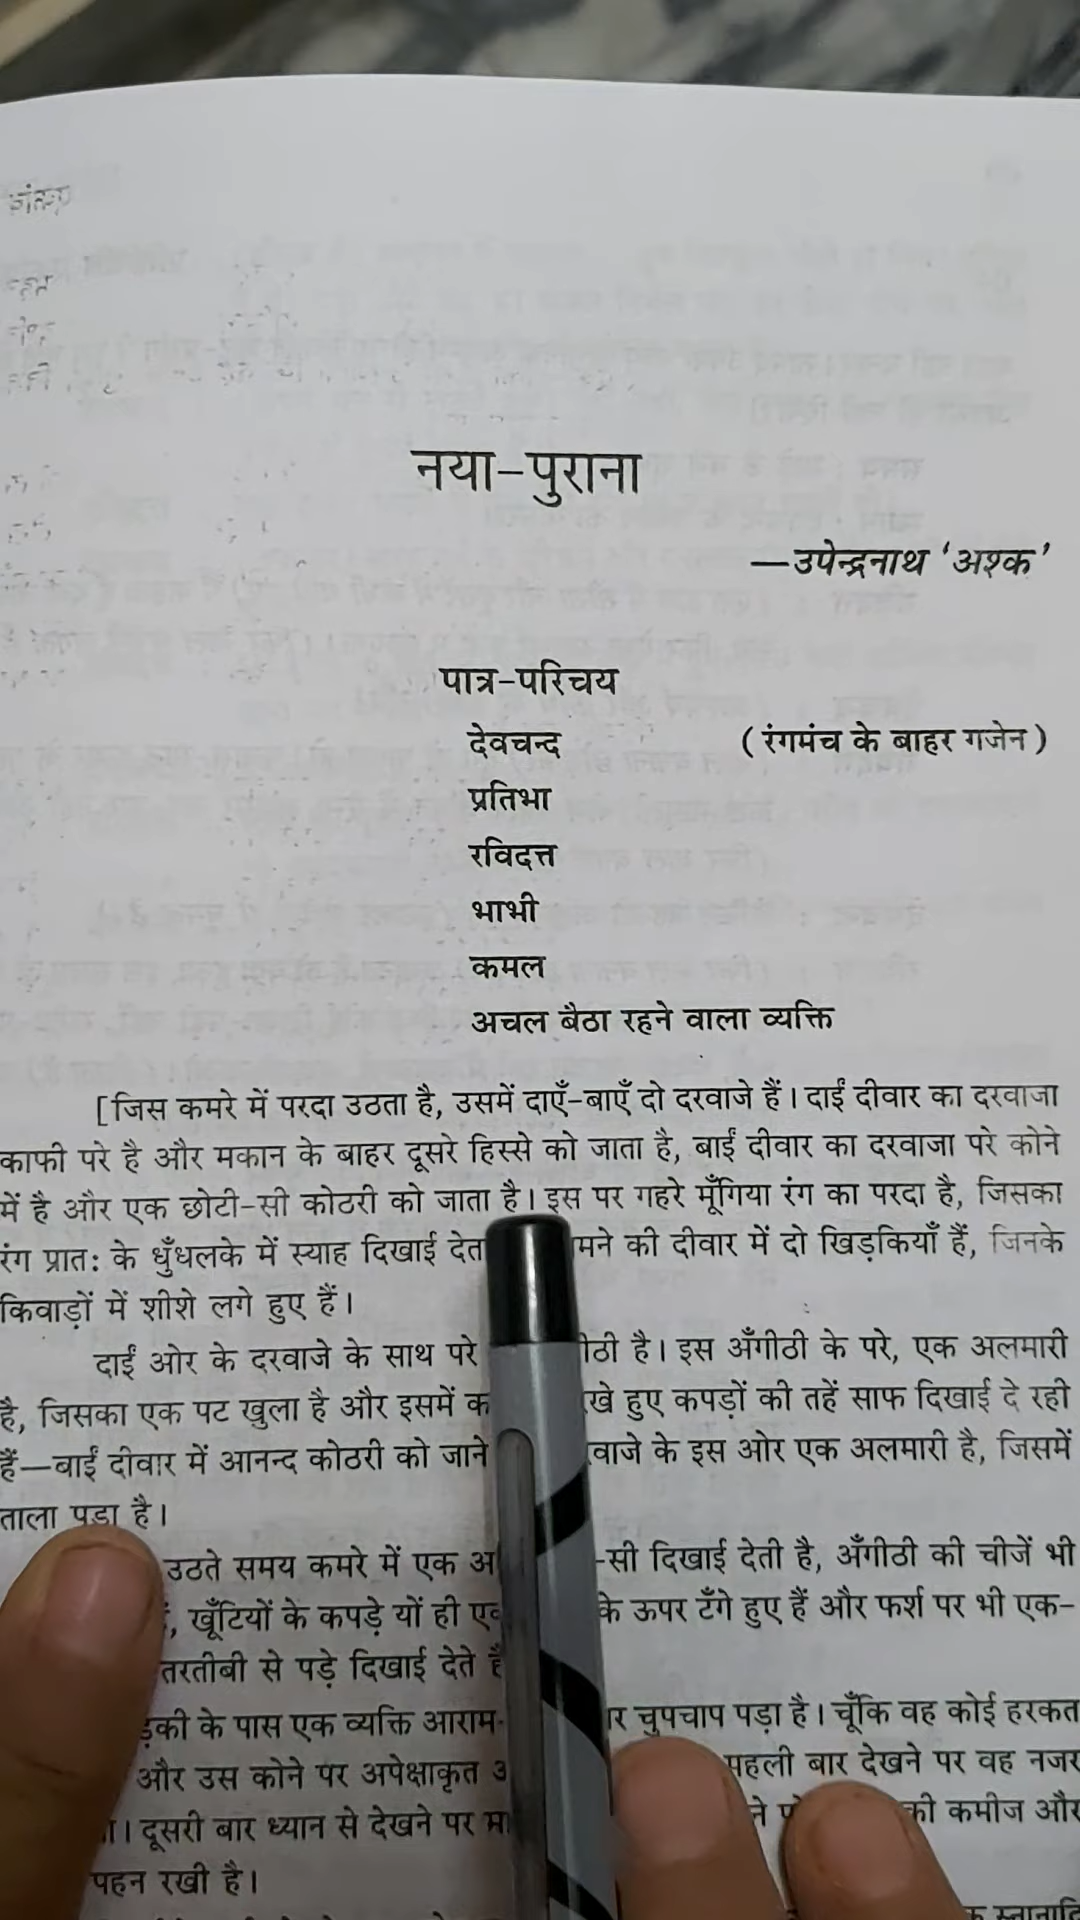 नया-पुराना
—उपेन्द्रनाथ ‘अश्क’
पात्र-परिचय
देवचन्द (रंगमंच के बाहर गजेन)
प्रतिभा
रविदत्त
भाभी
कमल
अचल बैठा रहने वाला व्यक्ति
[जिस कमरे में परदा उठता है, उसमें दाएँ-बाएँ दो दरवाजे हैं। दाईं दीवार का दरवाजा
काफी परे है और मकान के बाहर दूसरे हिस्से को जाता है, बाईं दीवार का दरवाजा परे कोने
में है और एक छोटी-सी कोठरी को जाता है। इस पर गहरे मूँगिया रंग का परदा है, जिसका
रंग प्रात: के धुँधलके में स्याह दिखाई देत मने की दीवार में दो खिड़कियाँ हैं, जिनके
किवाड़ों में शीशे लगे हुए हैं।
दाईं ओर के दरवाजे के साथ परे ीठी है। इस अँगीठी के परे, एक अलमारी
है, जिसका एक पट खुला है और इसमें क खे हुए कपड़ों की तहें साफ दिखाई दे रही
हैं—बाईं दीवार में आनन्द कोठरी को जाने वाजे के इस ओर एक अलमारी है, जिसमें
ताला पड़ा है।
उठते समय कमरे में एक अ -सी दिखाई देती है, अँगीठी की चीजें भी
खूँटियों के कपड़े यों ही एक के ऊपर टँगे हुए हैं और फर्श पर भी एक-
तरतीबी से पड़े दिखाई देते है
ड़की के पास एक व्यक्ति आराम- र चुपचाप पड़ा है। चूँकि वह कोई हरकत
और उस कोने पर अपेक्षाकृत अ पहली बार देखने पर वह नजर
। दूसरी बार ध्यान से देखने पर मा ने की कमीज और
पहन रखी है।
स्नानादि